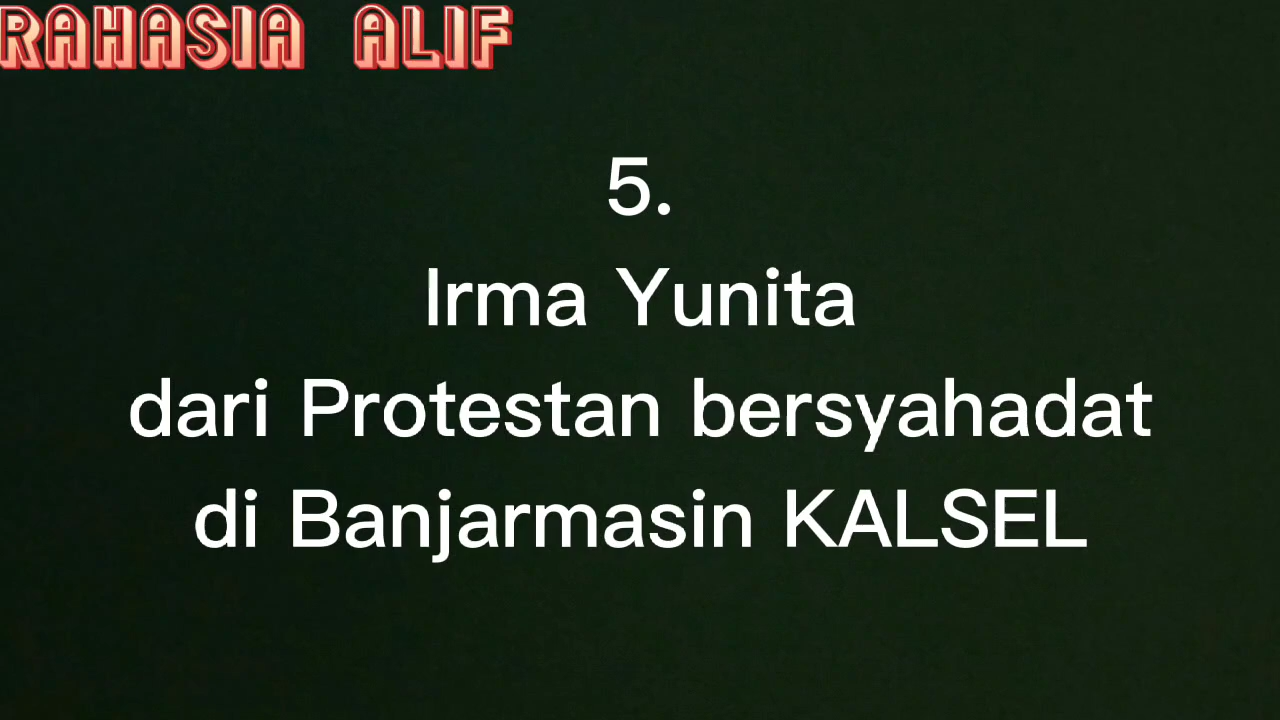 RAHASIA ALIF
5.
Irma Yunita
dari Protestan bersyahadat
di Banjarmasin KALSEL